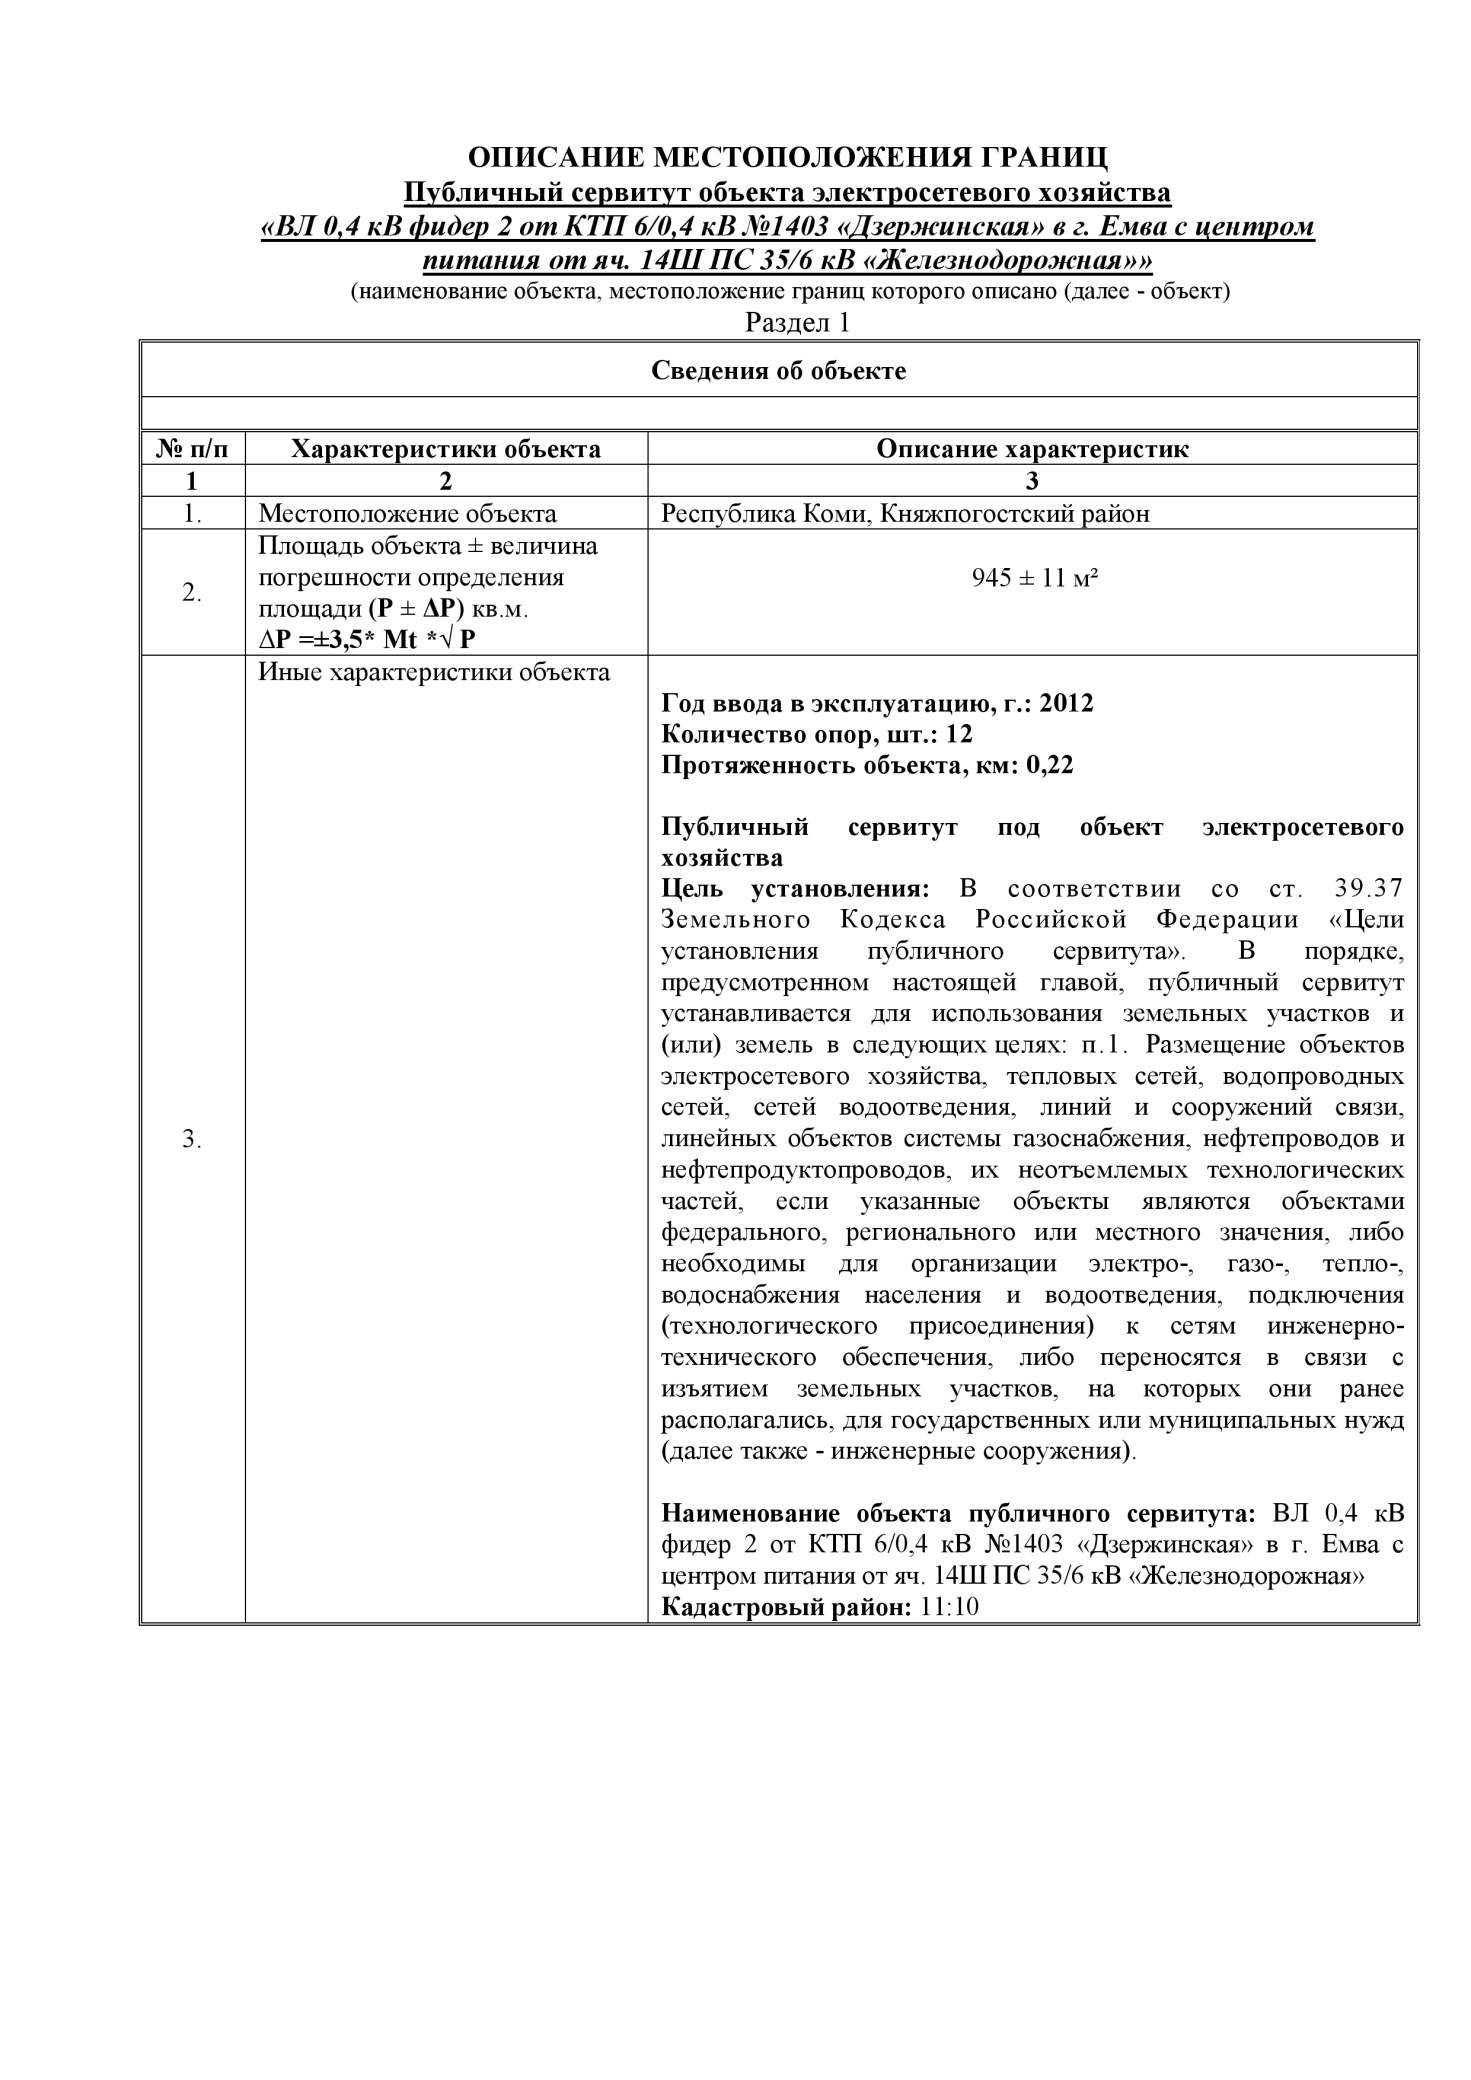 ОПИСАНИЕ МЕСТОПОЛОЖЕНИЯ ГРАНИЦ
Публичный сервитут объекта электросетевого хозяйства
«ВЛ 0,4 кВ фидер 2 от КТП 6/0,4 кВ №1403 «Дзержинская» в г. Емва с центром
питания от яч. 14Ш ПС 35/6 кВ «Железнодорожная»»
(наименование объекта, местоположение границ которого описано (далее - объект)
Раздел 1
Сведения об объекте
№ п/п Характеристики объекта Описание характеристик
1 2 3
1. Местоположение объекта Республика Коми, Княжпогостский район
2.
Площадь объекта ± величина
погрешности определения
площади (P ± ΔP) кв.м.
ΔP =±3,5* Mt *√ P
945 ± 11 м²
3.
Иные характеристики объекта
Год ввода в эксплуатацию, г.: 2012
Количество опор, шт.: 12
Протяженность объекта, км: 0,22
Публичный сервитут под объект электросетевого
хозяйства
Цель установления: В соответствии со ст. 39.37
Земельного Кодекса Российской Федерации «Цели
установления публичного сервитута». В порядке,
предусмотренном настоящей главой, публичный сервитут
устанавливается для использования земельных участков и
(или) земель в следующих целях: п.1. Размещение объектов
электросетевого хозяйства, тепловых сетей, водопроводных
сетей, сетей водоотведения, линий и сооружений связи,
линейных объектов системы газоснабжения, нефтепроводов и
нефтепродуктопроводов, их неотъемлемых технологических
частей, если указанные объекты являются объектами
федерального, регионального или местного значения, либо
необходимы для организации электро-, газо-, тепло-,
водоснабжения населения и водоотведения, подключения
(технологического присоединения) к сетям инженерно-
технического обеспечения, либо переносятся в связи с
изъятием земельных участков, на которых они ранее
располагались, для государственных или муниципальных нужд
(далее также - инженерные сооружения).
Наименование объекта публичного сервитута: ВЛ 0,4 кВ
фидер 2 от КТП 6/0,4 кВ №1403 «Дзержинская» в г. Емва с
центром питания от яч. 14Ш ПС 35/6 кВ «Железнодорожная»
Кадастровый район: 11:10